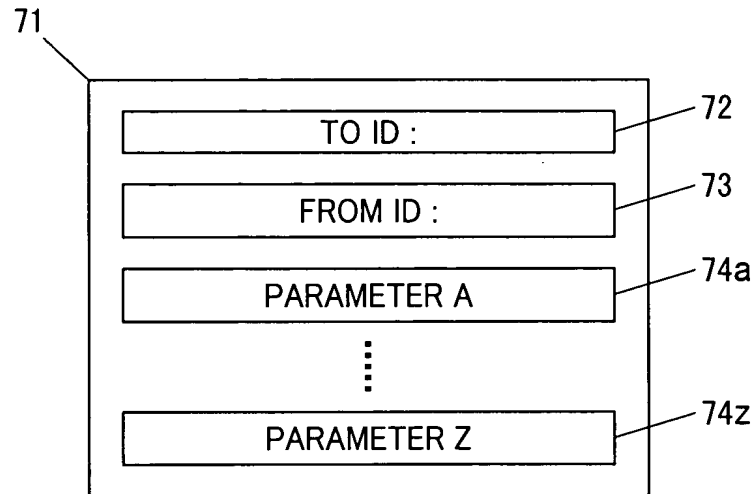 71
TO ID :
72
FROM ID :
73
PARAMETER A
74a
PARAMETER Z
74z